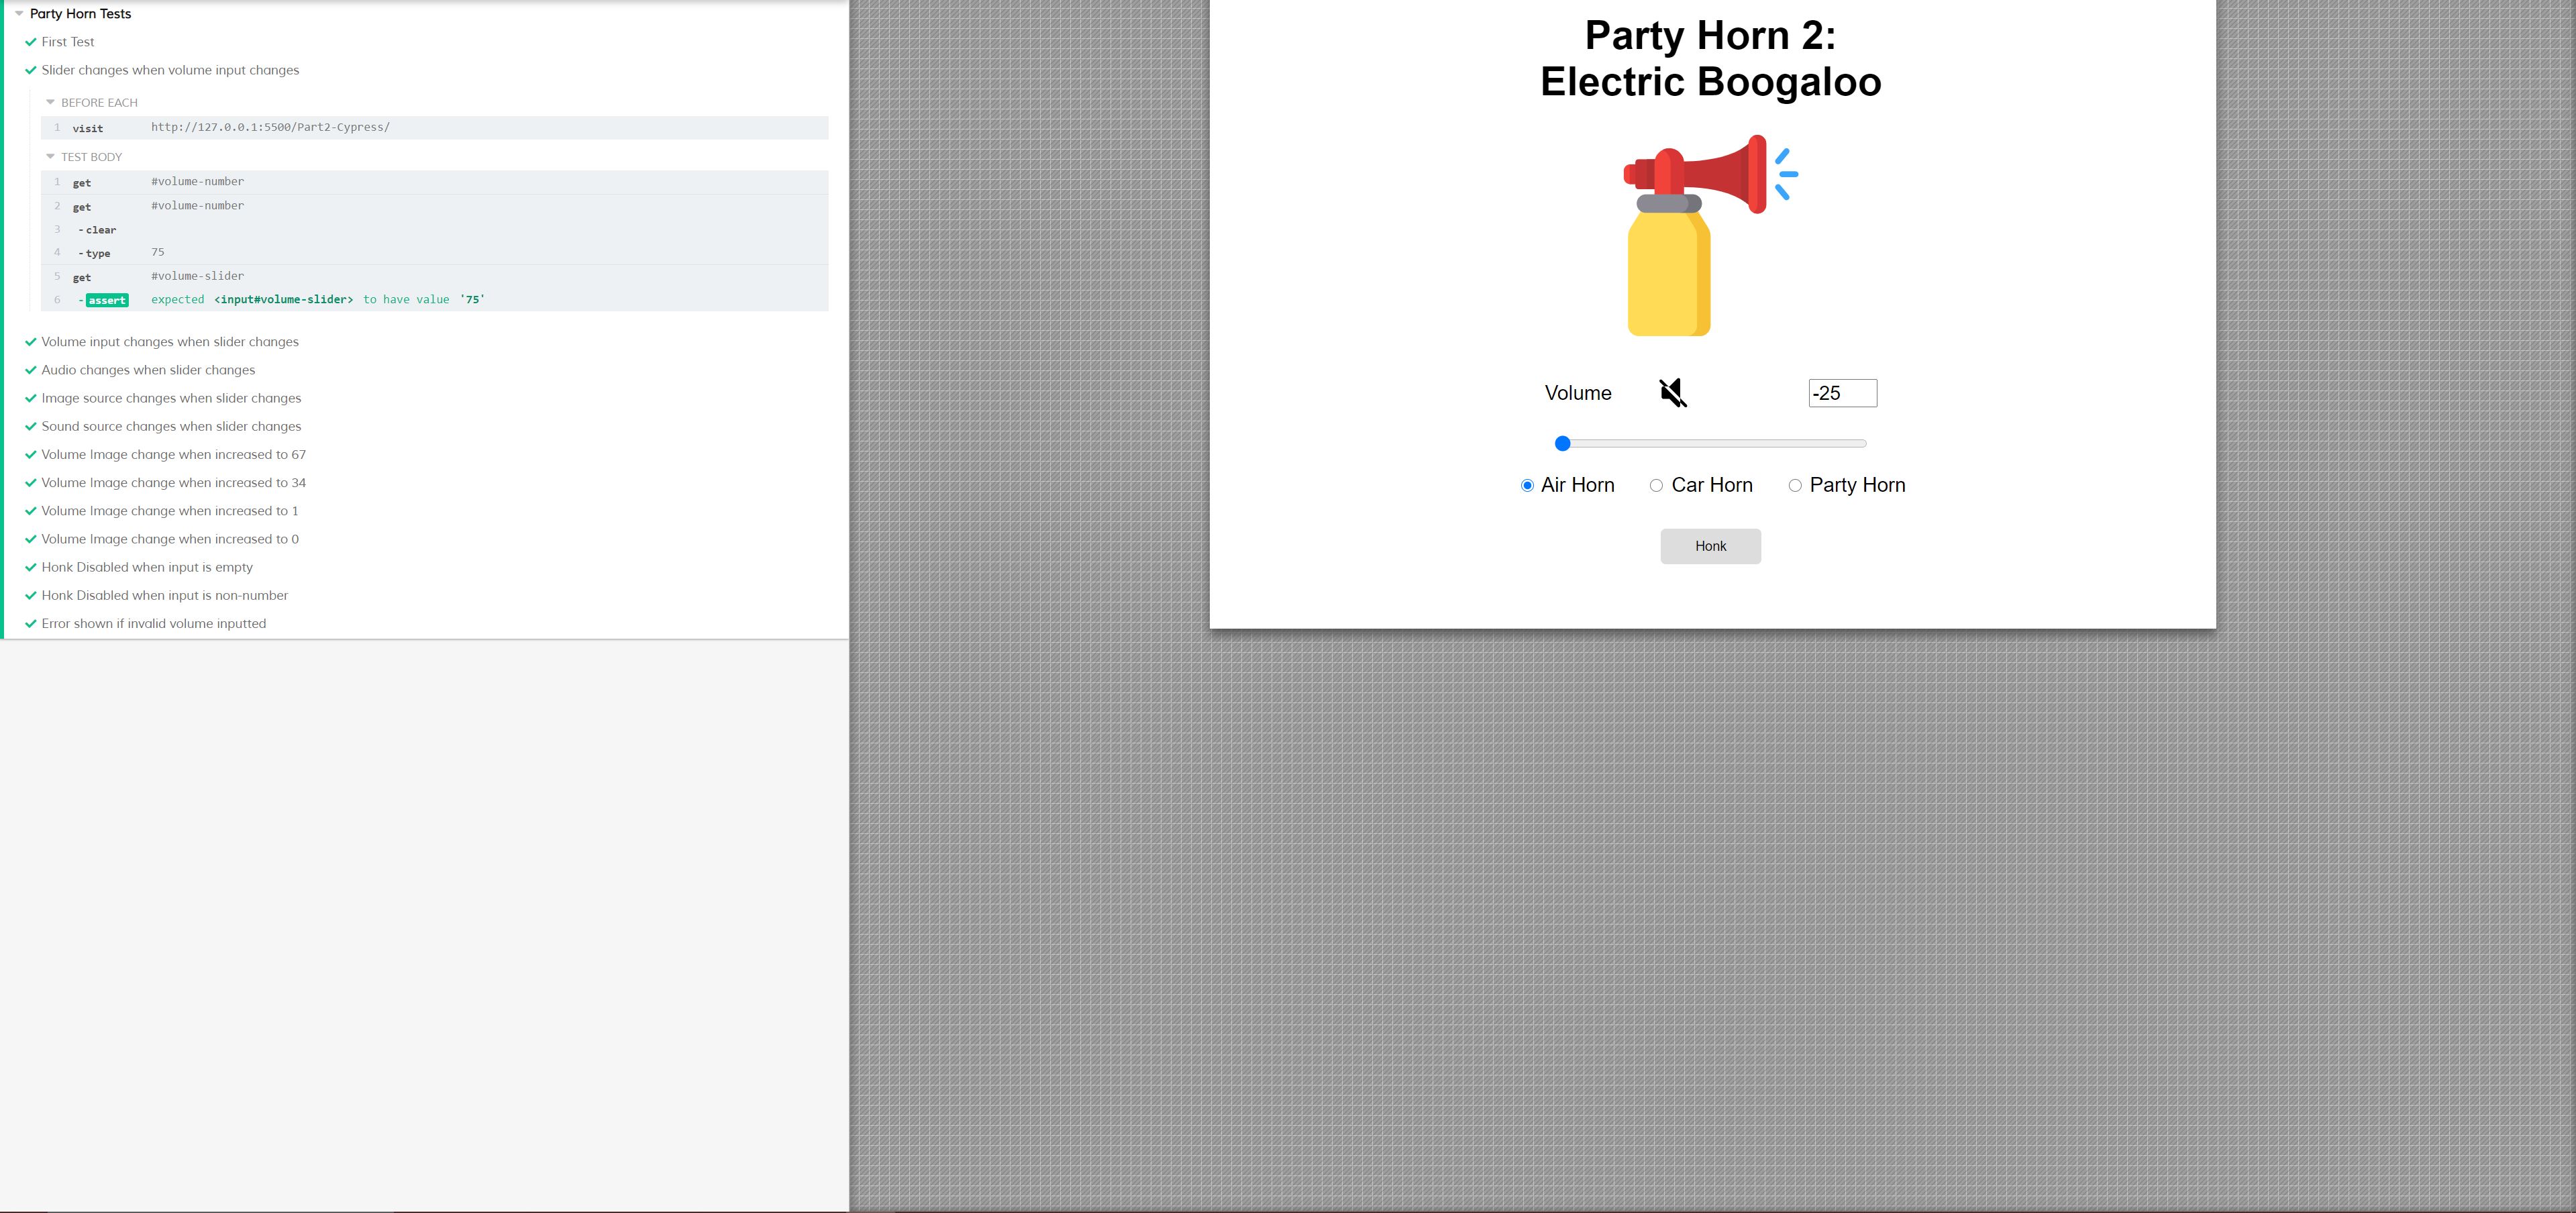 Party Horn Tests
First Test
Slider changes when volume input changes
BEFORE EACH
1 visit http://127.0.0.1:5500/Part2-Cypress/
TEST BODY
1 get #volume-number
2 get #volume-number
3 -clear
4 -type 75
5 get #volume-slider
6 -assert expected <input#volume-slider> to have value '75'
Volume input changes when slider changes
Audio changes when slider changes
Image source changes when slider changes
Sound source changes when slider changes
Volume Image change when increased to 67
Volume Image change when increased to 34
Volume Image change when increased to 1
Volume Image change when increased to 0
Honk Disabled when input is empty
Honk Disabled when input is non-number
Error shown if invalid volume inputted
Party Horn 2:
Electric Boogaloo
Volume -25
Air Horn Car Horn Party Horn
Honk